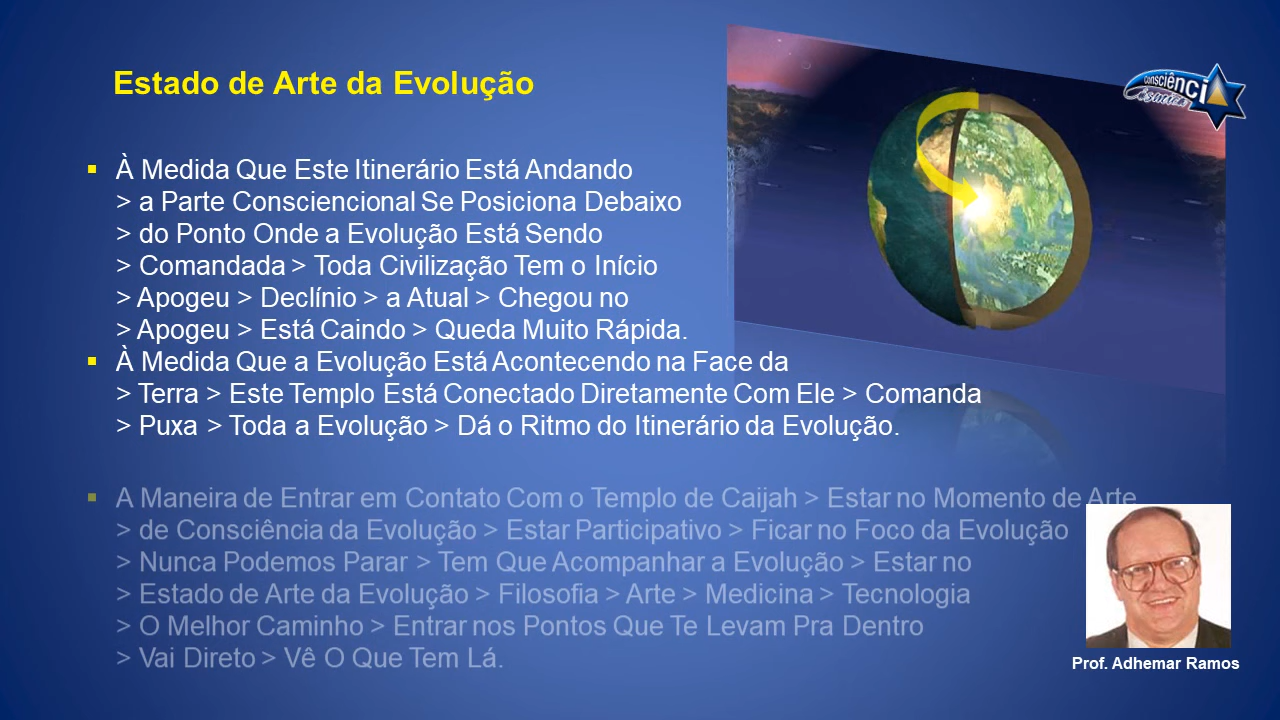 Estado de Arte da Evolução
consciênci
Cósmica
▪ À Medida Que Este Itinerário Está Andando
> a Parte Consciencional Se Posiciona Debaixo
> do Ponto Onde a Evolução Está Sendo
> Comandada > Toda Civilização Tem o Início
> Apogeu > Declínio > a Atual > Chegou no
> Apogeu > Está Caindo > Queda Muito Rápida.
▪ À Medida Que a Evolução Está Acontecendo na Face da
> Terra > Este Templo Está Conectado Diretamente Com Ele > Comanda
> Puxa > Toda a Evolução > Dá o Ritmo do Itinerário da Evolução.
▪ A Maneira de Entrar em Contato Com o Templo de Caijah > Estar no Momento de Arte
> de Consciência da Evolução > Estar Participativo > Ficar no Foco da Evolução
> Nunca Podemos Parar > Tem Que Acompanhar a Evolução > Estar no
> Estado de Arte da Evolução > Filosofia > Arte > Medicina > Tecnologia
> O Melhor Caminho > Entrar nos Pontos Que Te Levam Pra Dentro
> Vai Direto > Vê O Que Tem Lá.
Prof. Adhemar Ramos